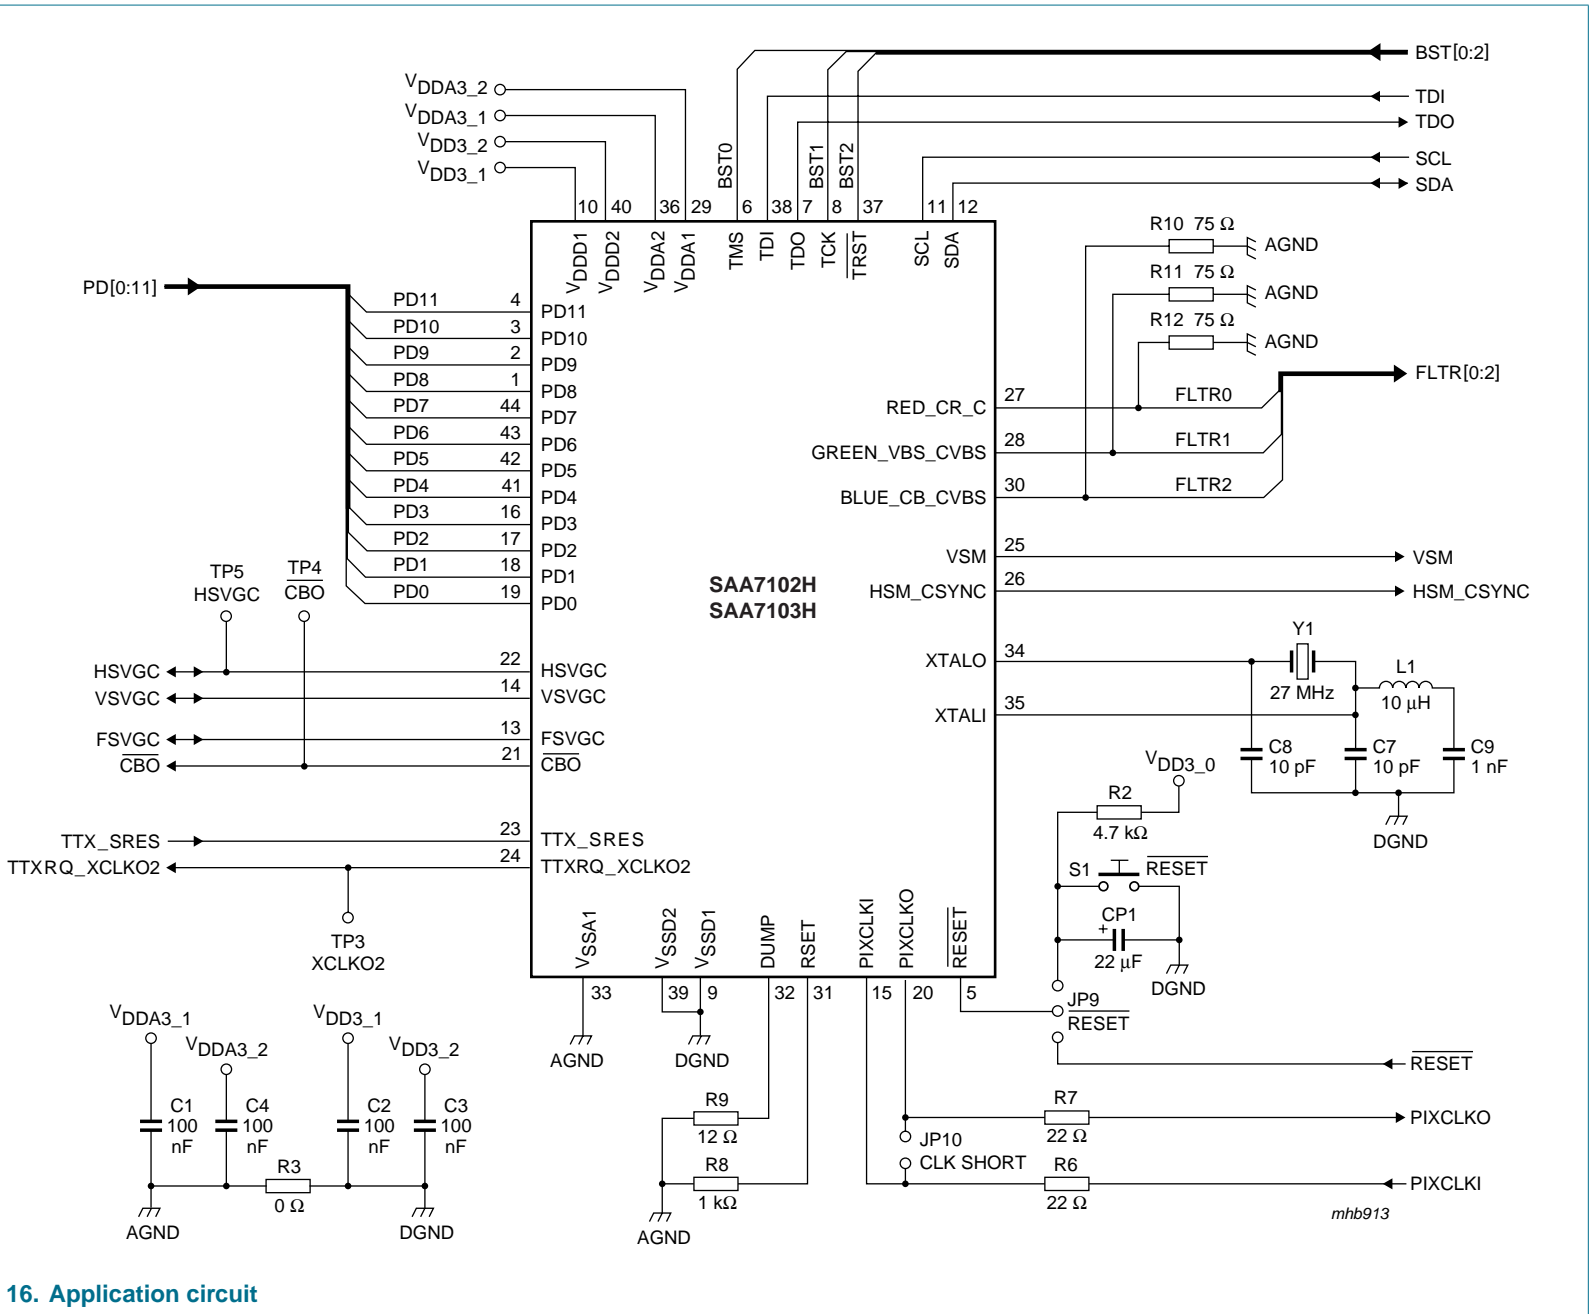 BST[0:2]
TDI
TDO
SCL
SDA
VDDA3_2
VDDA3_1
VDD3_2
VDD3_1
BST0
BST1
BST2
10 40 36 29 6 38 7 8 37 11 12
VDDD1
VDDD2
VDDA2
VDDA1
TMS
TDI
TDO
TCK
TRST
SCL
SDA
R10 75 Ω
AGND
R11 75 Ω
AGND
R12 75 Ω
AGND
PD[0:11]
PD11 4 PD11
PD10 3 PD10
PD9 2 PD9
PD8 1 PD8
PD7 44 PD7
PD6 43 PD6
PD5 42 PD5
PD4 41 PD4
PD3 16 PD3
PD2 17 PD2
PD1 18 PD1
PD0 19 PD0
FLTR[0:2]
RED_CR_C 27 FLTR0
GREEN_VBS_CVBS 28 FLTR1
BLUE_CB_CVBS 30 FLTR2
VSM 25 VSM
HSM_CSYNC 26 HSM_CSYNC
SAA7102H
SAA7103H
TP5
HSVGC
TP4
CBO
HSVGC 22 HSVGC
VSVGC 14 VSVGC
FSVGC 13 FSVGC
CBO 21 CBO
TTX_SRES 23 TTX_SRES
TTXRQ_XCLKO2 24 TTXRQ_XCLKO2
TP3
XCLKO2
XTALO 34
XTALI 35
Y1
27 MHz
L1
10 μH
C8
10 pF
C7
10 pF
C9
1 nF
DGND
VDD3_0
R2
4.7 kΩ
S1 RESET
CP1
+
22 μF
DGND
JP9
RESET
RESET
VSSA1
VSSD2
VSSD1
DUMP
RSET
PIXCLKI
PIXCLKO
RESET
33 39 9 32 31 15 20 5
AGND
DGND
R9
12 Ω
R8
1 kΩ
AGND
R7
22 Ω
PIXCLKO
JP10
CLK SHORT
R6
22 Ω
PIXCLKI
VDDA3_1
VDDA3_2
VDD3_1
VDD3_2
C1
100
nF
C4
100
nF
C2
100
nF
C3
100
nF
R3
0 Ω
AGND
DGND
mhb913
16. Application circuit